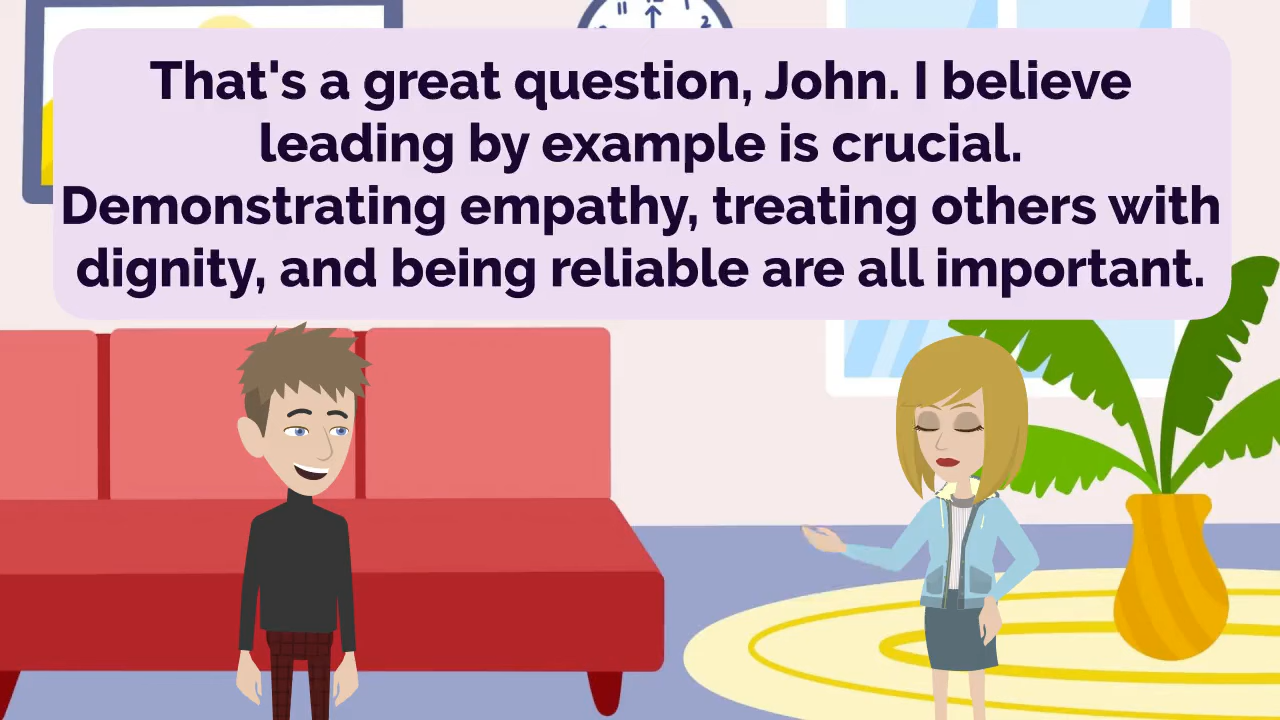 That's a great question, John. I believe
leading by example is crucial.
Demonstrating empathy, treating others with
dignity, and being reliable are all important.